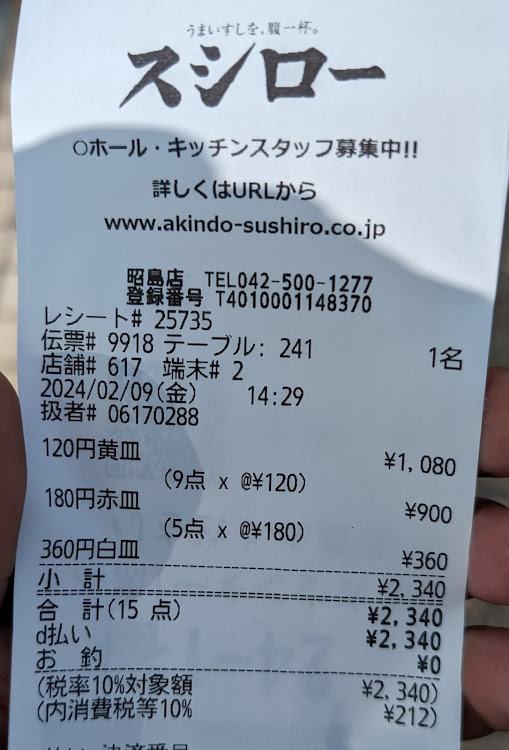 うまいすしを、腹一杯。
スシロー
○ホール・キッチンスタッフ募集中!!
詳しくはURLから
www.akindo-sushiro.co.jp
昭島店 TEL042-500-1277
登録番号 T4010001148370
レシート# 25735
伝票# 9918 テーブル: 241 1名
店舗# 617 端末# 2
2024/02/09(金) 14:29
扱者# 06170288
120円黄皿 ¥1,080
(9点 x @¥120)
180円赤皿 ¥900
(5点 x @¥180)
360円白皿 ¥360
小 計 ¥2,340
合 計(15 点) ¥2,340
d払い ¥2,340
お 釣 ¥0
(税率10%対象額 ¥2,340)
(内消費税等10% ¥212)